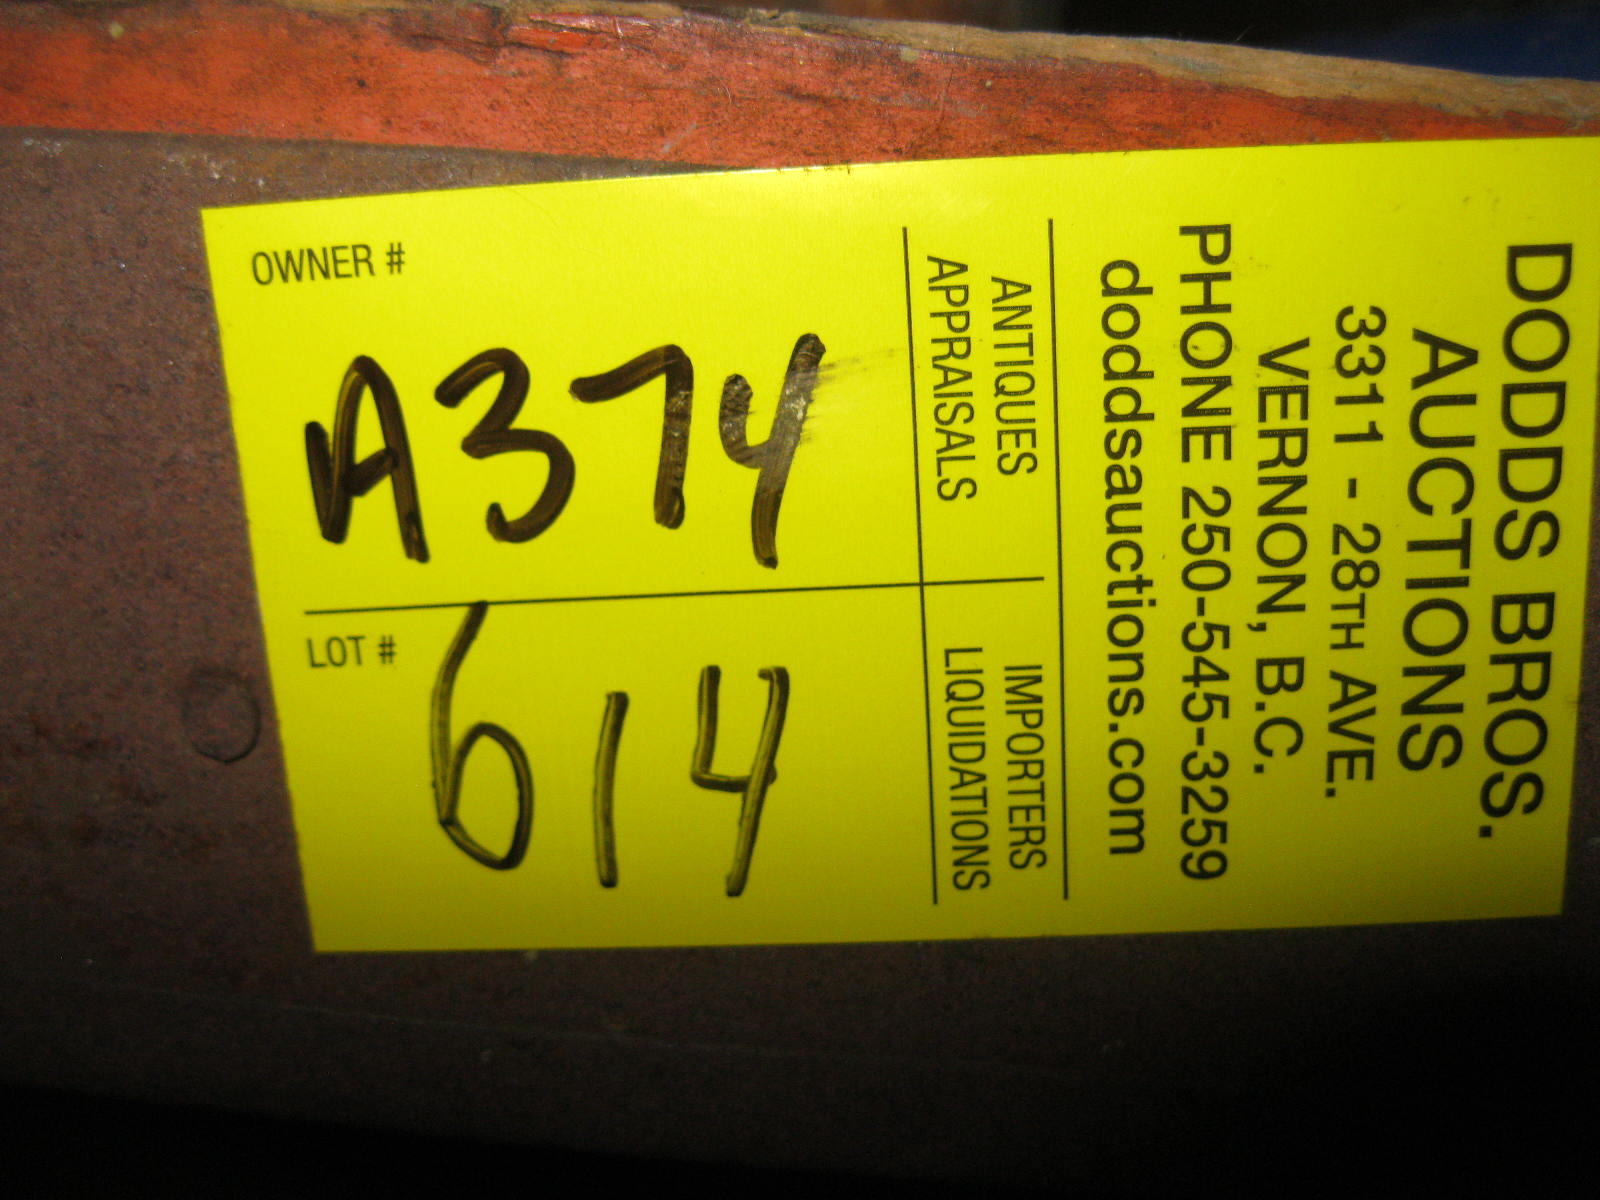 DODDS BROS.
AUCTIONS
3311 - 28TH AVE.
VERNON, B.C.
PHONE 250-545-3259
doddsauctions.com
ANTIQUES
APPRAISALS
IMPORTERS
LIQUIDATIONS
OWNER #
A374
LOT #
614